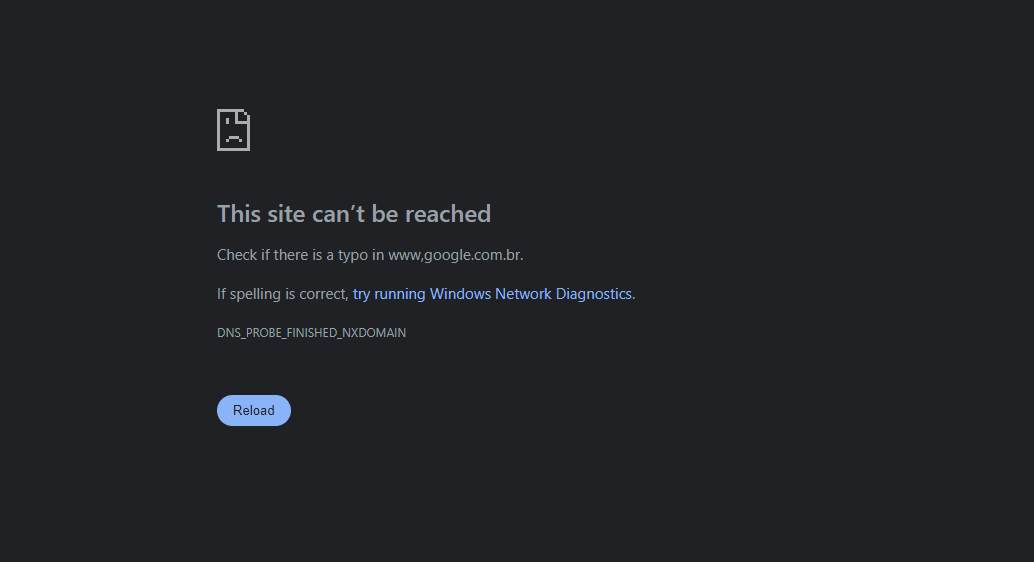 This site can’t be reached
Check if there is a typo in www,google.com.br.
If spelling is correct, try running Windows Network Diagnostics.
DNS_PROBE_FINISHED_NXDOMAIN
Reload